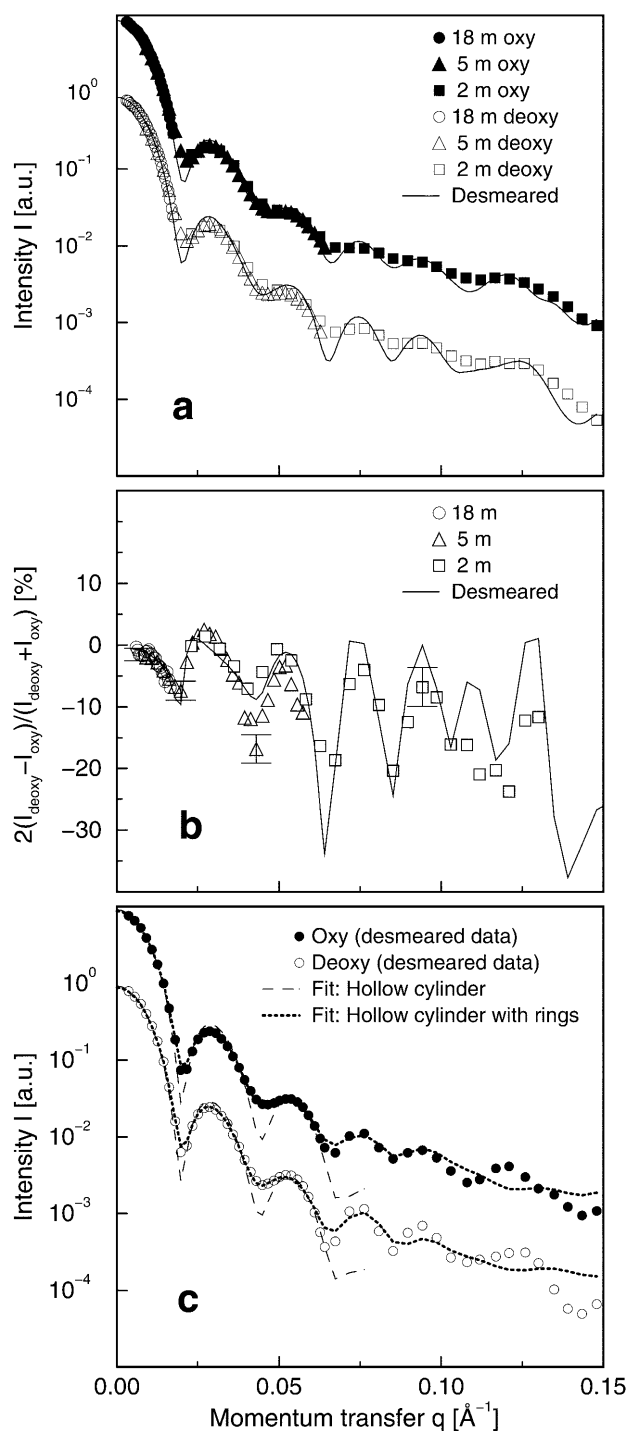 18 m oxy
5 m oxy
2 m oxy
18 m deoxy
5 m deoxy
2 m deoxy
Desmeared
Intensity I [a.u.]
10⁰
10⁻¹
10⁻²
10⁻³
10⁻⁴
a
18 m
5 m
2 m
Desmeared
2(I_deoxy−I_oxy)/(I_deoxy+I_oxy) [%]
10
0
−10
−20
−30
b
Oxy (desmeared data)
Deoxy (desmeared data)
Fit: Hollow cylinder
Fit: Hollow cylinder with rings
Intensity I [a.u.]
10⁰
10⁻¹
10⁻²
10⁻³
10⁻⁴
c
0.00 0.05 0.10 0.15
Momentum transfer q [Å⁻¹]